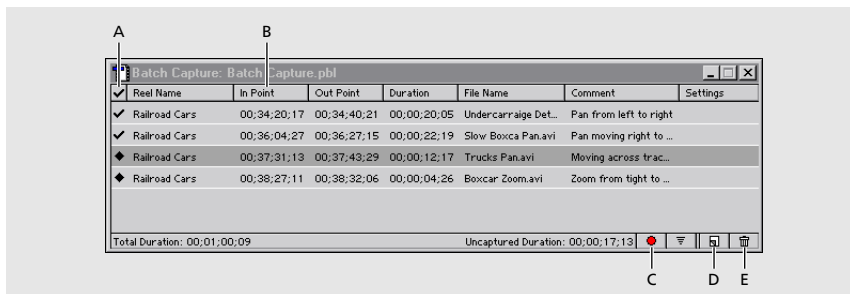 A B
Batch Capture: Batch Capture.pbl
Reel Name In Point Out Point Duration File Name Comment Settings
Railroad Cars 00;34;20;17 00;34;40;21 00;00;20;05 Undercarraige Det... Pan from left to right
Railroad Cars 00;36;04;27 00;36;27;15 00;00;22;19 Slow Boxca Pan.avi Pan moving right to ...
Railroad Cars 00;37;31;13 00;37;43;29 00;00;12;17 Trucks Pan.avi Moving across trac...
Railroad Cars 00;38;27;11 00;38;32;06 00;00;04;26 Boxcar Zoom.avi Zoom from tight to ...
Total Duration: 00;01;00;09 Uncaptured Duration: 00;00;17;13
C D E